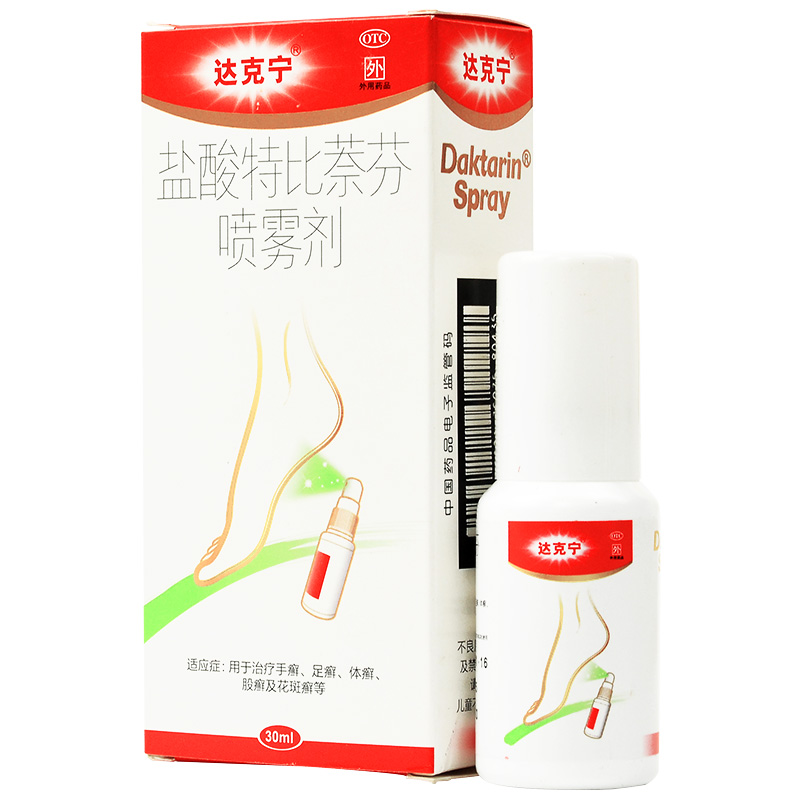 达克宁®
OTC
外
外用药品
盐酸特比萘芬
喷雾剂
适应症：用于治疗手癣、足癣、体癣、
股癣及花斑癣等
30ml
达克宁®
Daktarin®
Spray
中国药品电子监管码
不良
及禁
16
儿童
达克宁
OTC
外
D